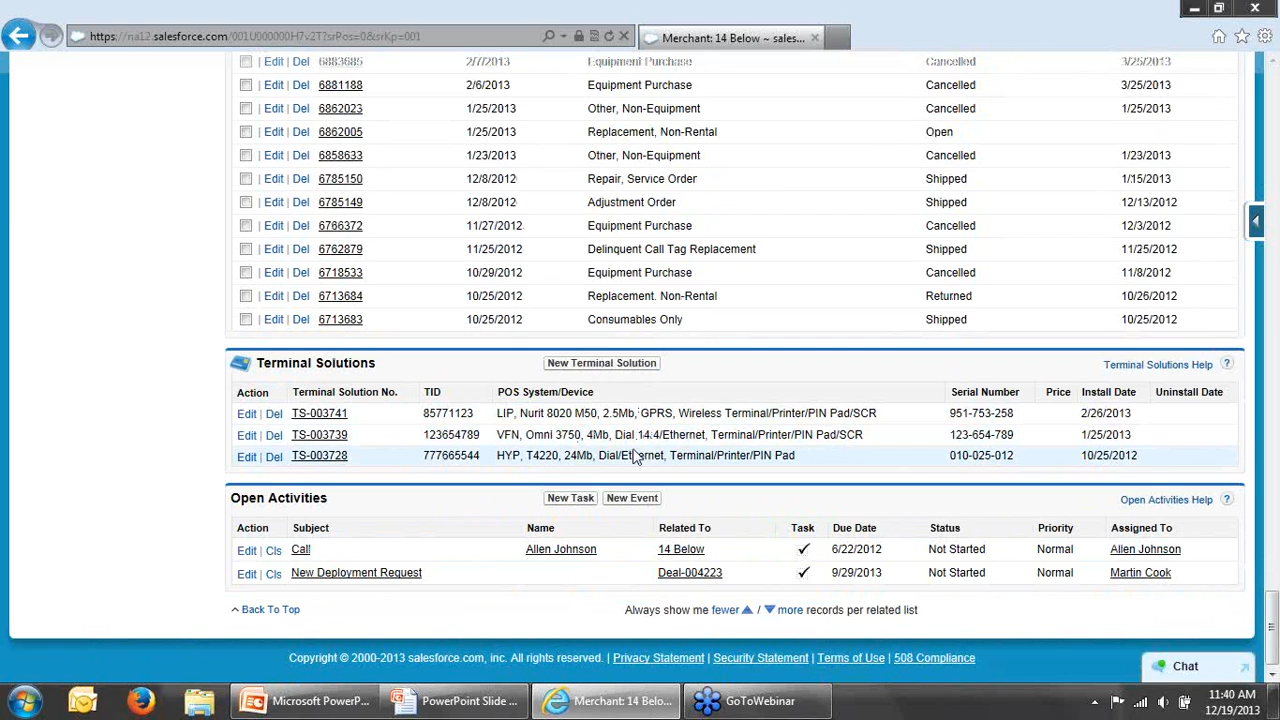 https://na12.salesforce.com/001U000000H7v2T?srPos=0&srKp=001
Merchant: 14 Below ~ sales...
Edit | Del 6883685 2/7/2013 Equipment Purchase Cancelled 3/25/2013
Edit | Del 6881188 2/6/2013 Equipment Purchase Cancelled 3/25/2013
Edit | Del 6862023 1/25/2013 Other, Non-Equipment Cancelled 1/25/2013
Edit | Del 6862005 1/25/2013 Replacement, Non-Rental Open
Edit | Del 6858633 1/23/2013 Other, Non-Equipment Cancelled 1/23/2013
Edit | Del 6785150 12/8/2012 Repair, Service Order Shipped 1/15/2013
Edit | Del 6785149 12/8/2012 Adjustment Order Shipped 12/13/2012
Edit | Del 6766372 11/27/2012 Equipment Purchase Cancelled 12/3/2012
Edit | Del 6762879 11/25/2012 Delinquent Call Tag Replacement Shipped 11/25/2012
Edit | Del 6718533 10/29/2012 Equipment Purchase Cancelled 11/8/2012
Edit | Del 6713684 10/25/2012 Replacement. Non-Rental Returned 10/26/2012
Edit | Del 6713683 10/25/2012 Consumables Only Shipped 10/25/2012
Terminal Solutions New Terminal Solution Terminal Solutions Help ?
Action Terminal Solution No. TID POS System/Device Serial Number Price Install Date Uninstall Date
Edit | Del TS-003741 85771123 LIP, Nurit 8020 M50, 2.5Mb, GPRS, Wireless Terminal/Printer/PIN Pad/SCR 951-753-258 2/26/2013
Edit | Del TS-003739 123654789 VFN, Omni 3750, 4Mb, Dial 14.4/Ethernet, Terminal/Printer/PIN Pad/SCR 123-654-789 1/25/2013
Edit | Del TS-003728 777665544 HYP, T4220, 24Mb, Dial/Ethernet, Terminal/Printer/PIN Pad 010-025-012 10/25/2012
Open Activities New Task New Event Open Activities Help ?
Action Subject Name Related To Task Due Date Status Priority Assigned To
Edit | Cls Call Allen Johnson 14 Below 6/22/2012 Not Started Normal Allen Johnson
Edit | Cls New Deployment Request Deal-004223 9/29/2013 Not Started Normal Martin Cook
Back To Top Always show me fewer / more records per related list
Copyright © 2000-2013 salesforce.com, inc. All rights reserved. | Privacy Statement | Security Statement | Terms of Use | 508 Compliance
Chat
Microsoft PowerP... PowerPoint Slide ... Merchant: 14 Belo... GoToWebinar 11:40 AM
12/19/2013